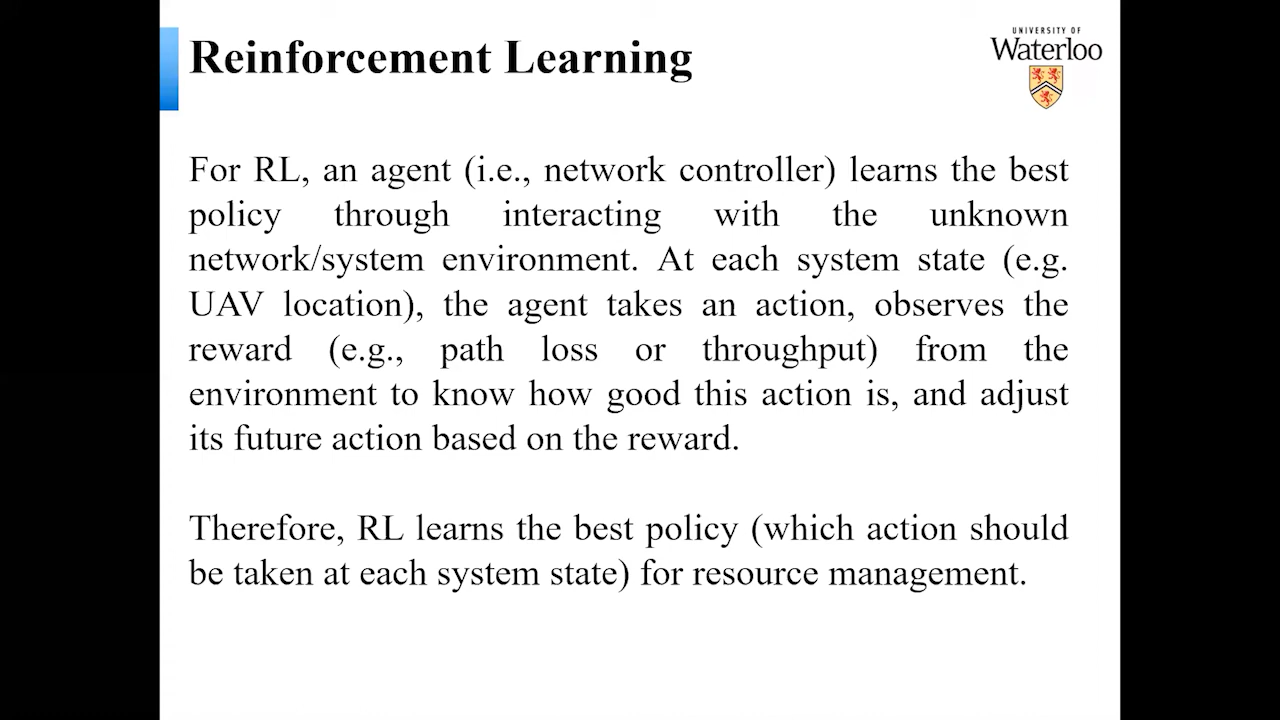 Reinforcement Learning
UNIVERSITY OF
Waterloo
For RL, an agent (i.e., network controller) learns the best
policy through interacting with the unknown
network/system environment. At each system state (e.g.
UAV location), the agent takes an action, observes the
reward (e.g., path loss or throughput) from the
environment to know how good this action is, and adjust
its future action based on the reward.
Therefore, RL learns the best policy (which action should
be taken at each system state) for resource management.